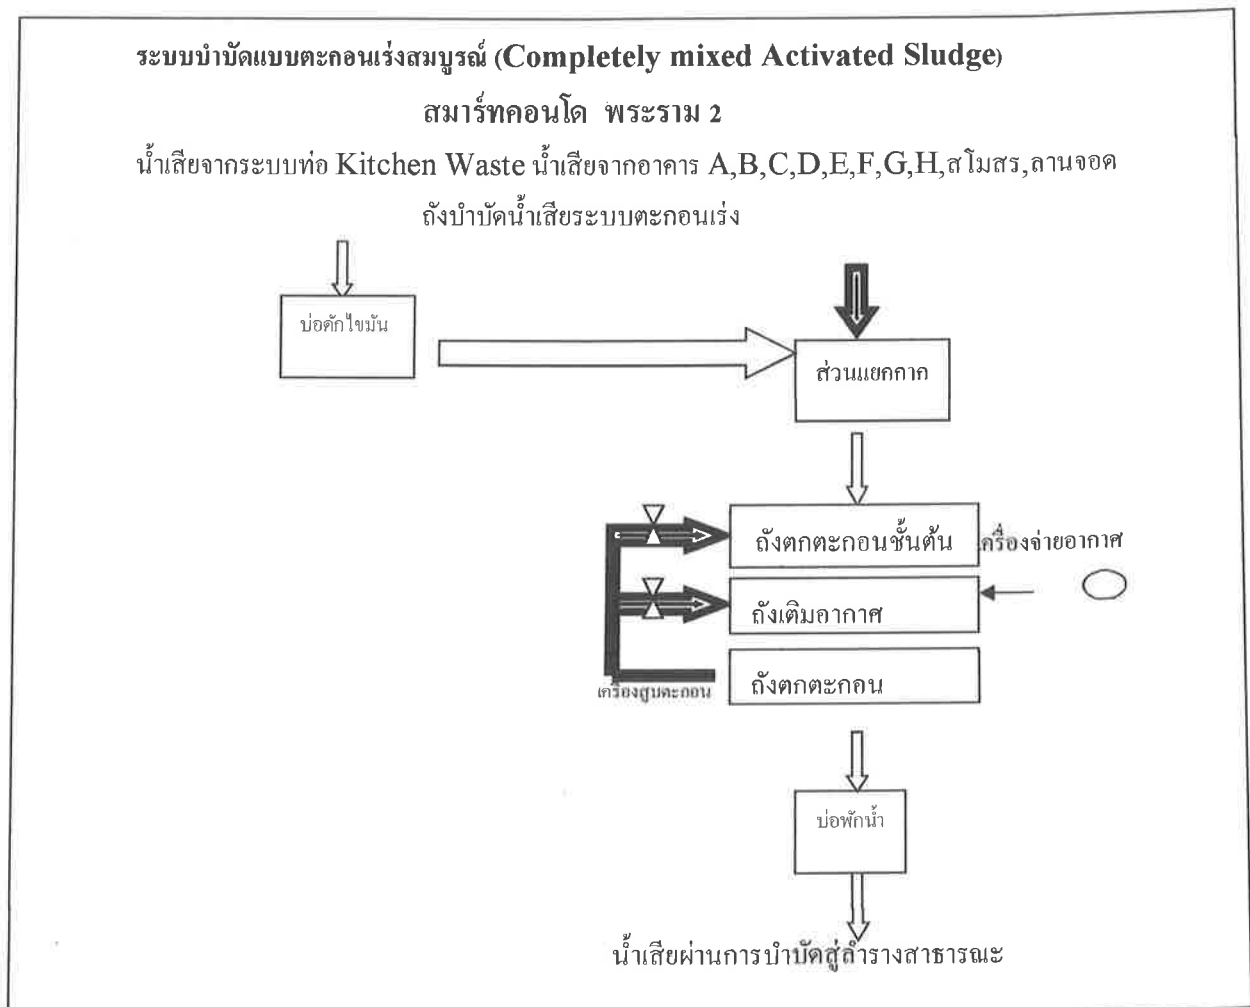 ระบบบำบัดแบบตะกอนเร่งสมบูรณ์ (Completely mixed Activated Sludge)
สมาร์ทคอนโด พระราม 2
น้ำเสียจากระบบท่อ Kitchen Waste น้ำเสียจากอาคาร A,B,C,D,E,F,G,H,สโมสร,ลานจอด
ถังบำบัดน้ำเสียระบบตะกอนเร่ง
บ่อดักไขมัน
ส่วนแยกกาก
ถังตกตะกอนชั้นต้น
เครื่องจ่ายอากาศ
ถังเติมอากาศ
ถังตกตะกอน
เครื่องสูบตะกอน
บ่อพักน้ำ
น้ำเสียผ่านการบำบัดสู่ลำรางสาธารณะ